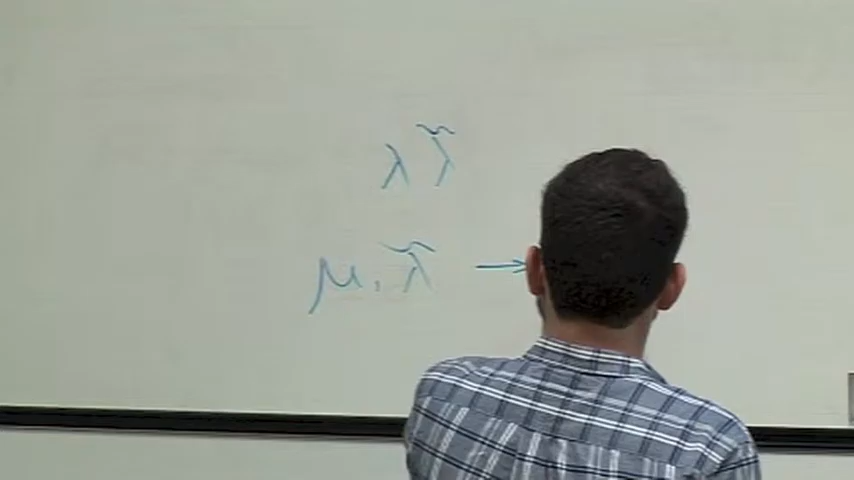 λ λ̃
μ, λ̃ →